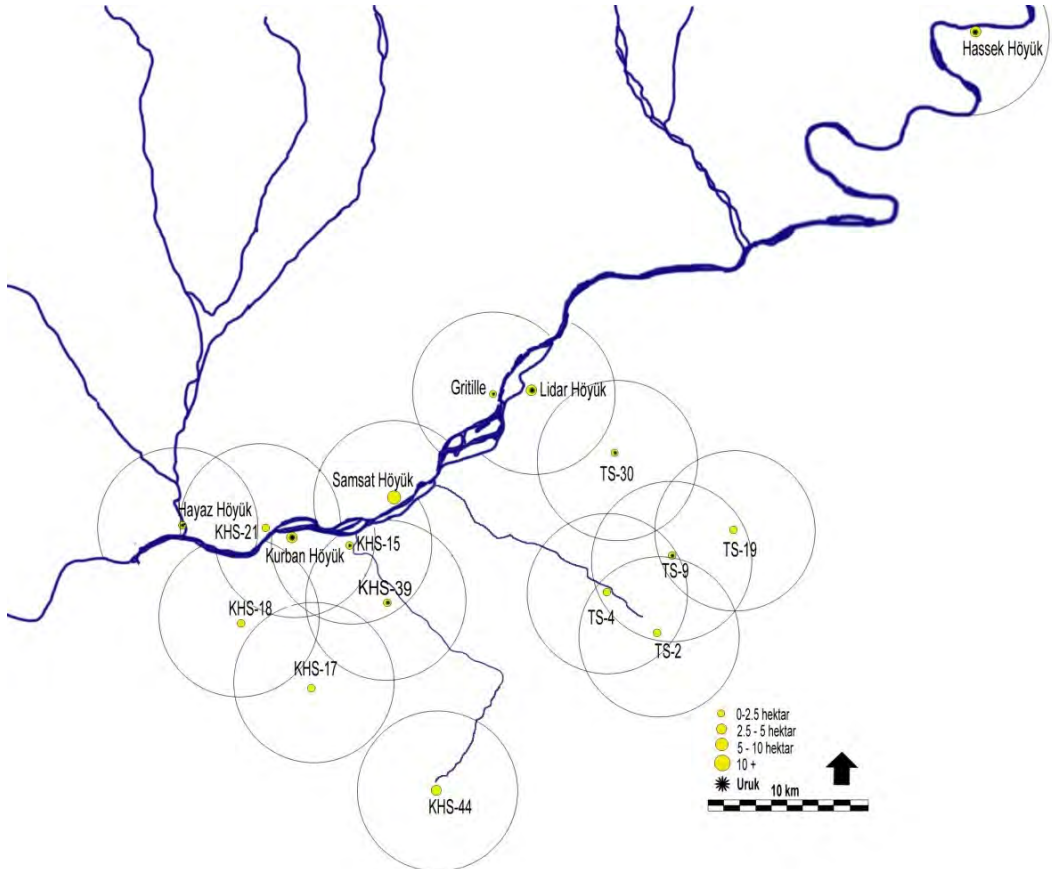 Hassek Höyük
Gritille
Lidar Höyük
TS-30
Samsat Höyük
Hayaz Höyük
KHS-21
Kurban Höyük
KHS-15
TS-19
TS-9
KHS-39
TS-4
KHS-18
TS-2
KHS-17
KHS-44
0-2.5 hektar
2.5 - 5 hektar
5 - 10 hektar
10 +
Uruk
10 km